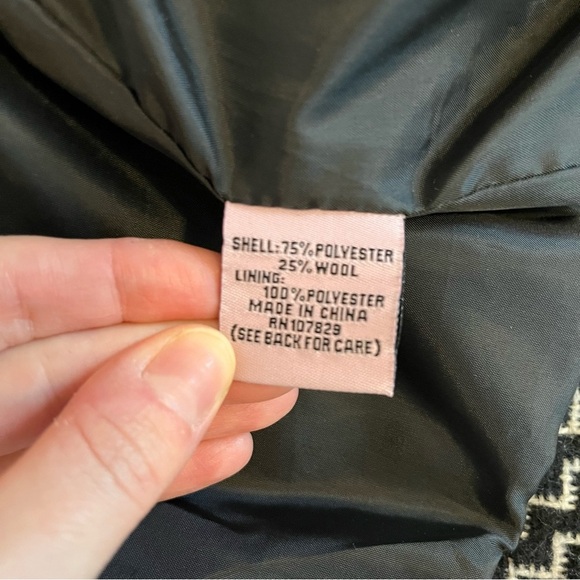 SHELL:75%POLYESTER
25%WOOL
LINING:
100%POLYESTER
MADE IN CHINA
RN107829
(SEE BACK FOR CARE)